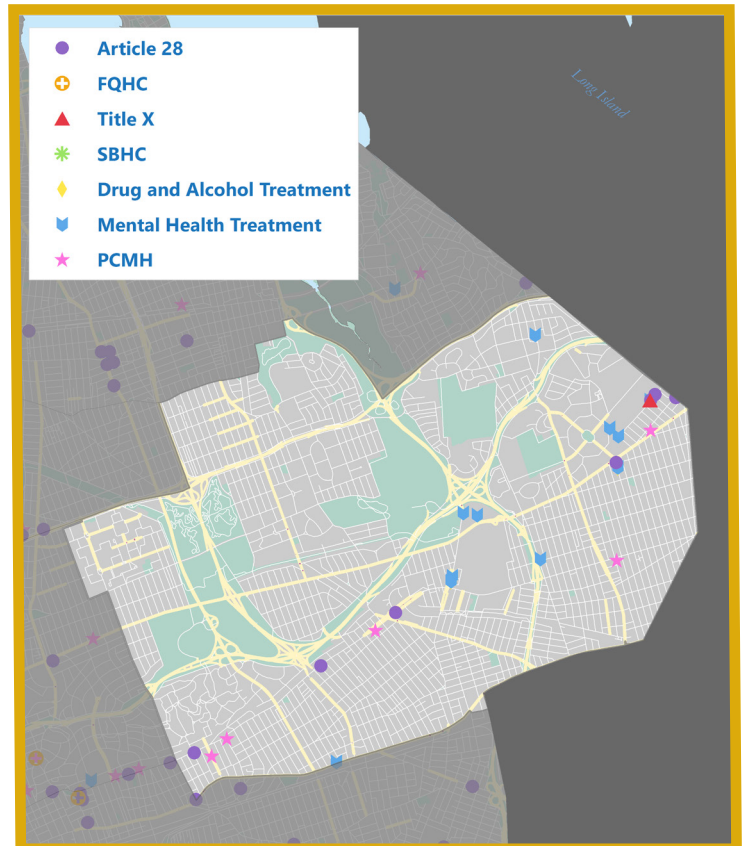 Article 28
FQHC
Title X
SBHC
Drug and Alcohol Treatment
Mental Health Treatment
PCMH
Long Island